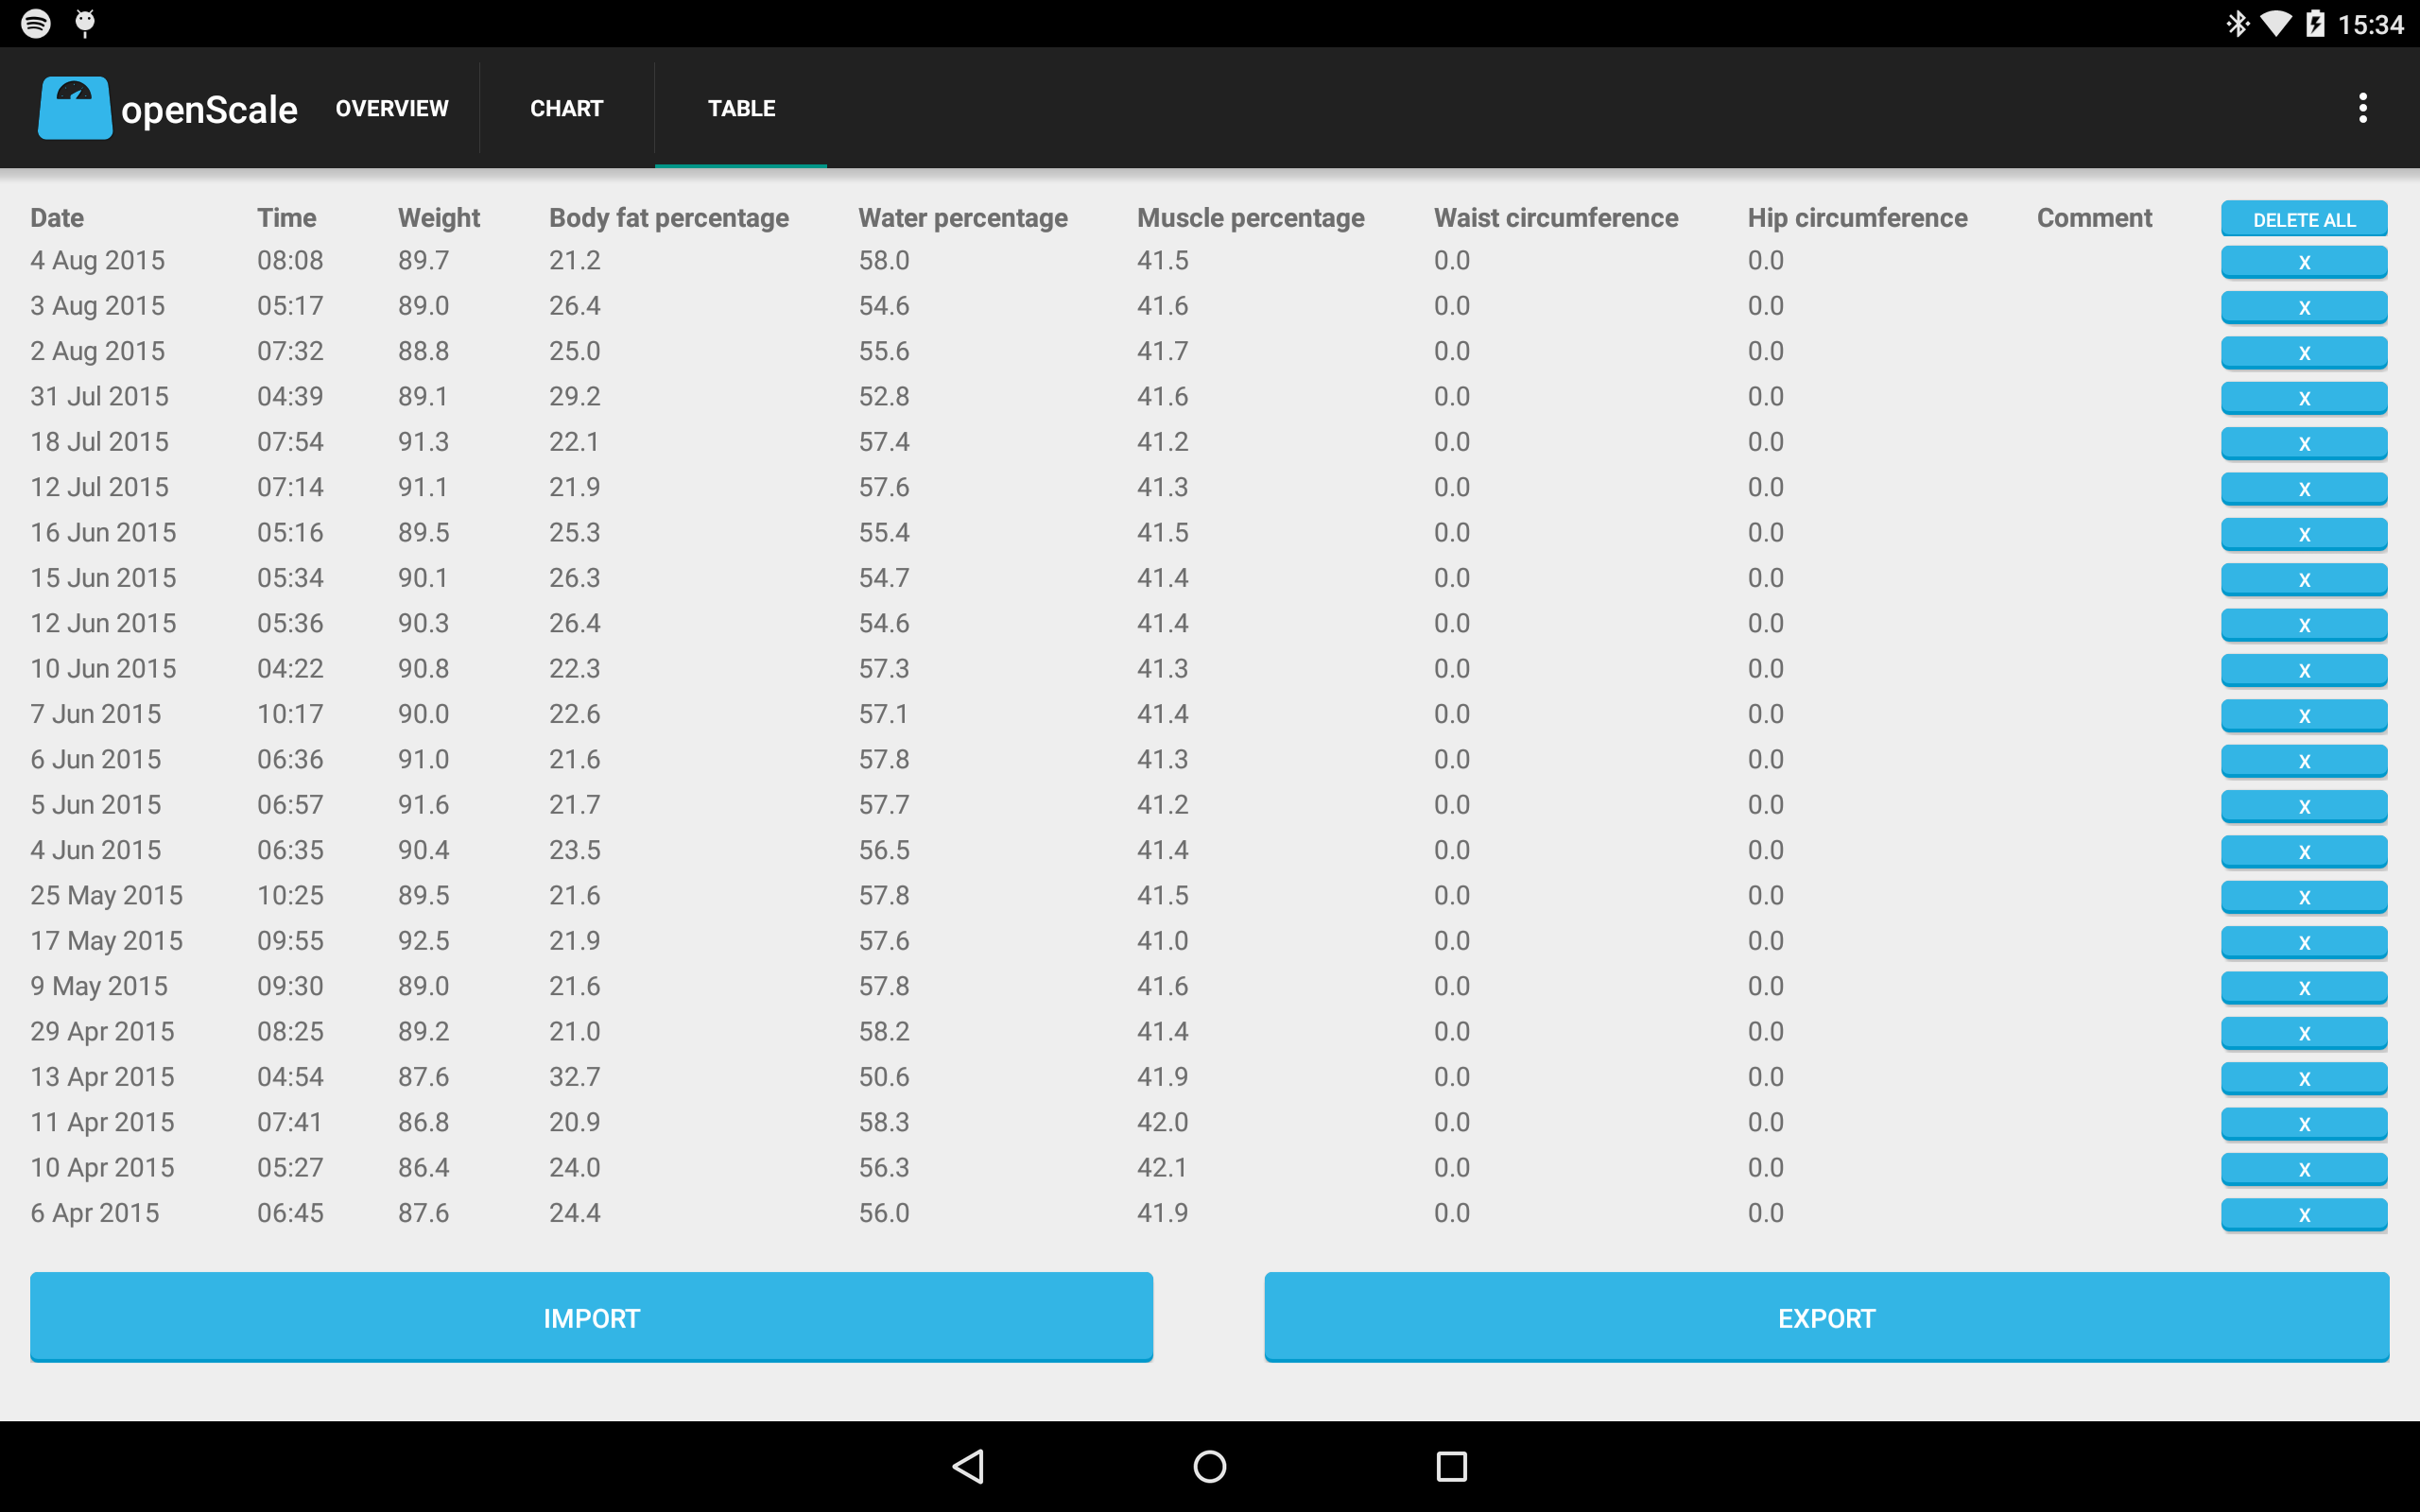 15:34
openScale OVERVIEW CHART TABLE
Date Time Weight Body fat percentage Water percentage Muscle percentage Waist circumference Hip circumference Comment DELETE ALL
4 Aug 2015 08:08 89.7 21.2 58.0 41.5 0.0 0.0 X
3 Aug 2015 05:17 89.0 26.4 54.6 41.6 0.0 0.0 X
2 Aug 2015 07:32 88.8 25.0 55.6 41.7 0.0 0.0 X
31 Jul 2015 04:39 89.1 29.2 52.8 41.6 0.0 0.0 X
18 Jul 2015 07:54 91.3 22.1 57.4 41.2 0.0 0.0 X
12 Jul 2015 07:14 91.1 21.9 57.6 41.3 0.0 0.0 X
16 Jun 2015 05:16 89.5 25.3 55.4 41.5 0.0 0.0 X
15 Jun 2015 05:34 90.1 26.3 54.7 41.4 0.0 0.0 X
12 Jun 2015 05:36 90.3 26.4 54.6 41.4 0.0 0.0 X
10 Jun 2015 04:22 90.8 22.3 57.3 41.3 0.0 0.0 X
7 Jun 2015 10:17 90.0 22.6 57.1 41.4 0.0 0.0 X
6 Jun 2015 06:36 91.0 21.6 57.8 41.3 0.0 0.0 X
5 Jun 2015 06:57 91.6 21.7 57.7 41.2 0.0 0.0 X
4 Jun 2015 06:35 90.4 23.5 56.5 41.4 0.0 0.0 X
25 May 2015 10:25 89.5 21.6 57.8 41.5 0.0 0.0 X
17 May 2015 09:55 92.5 21.9 57.6 41.0 0.0 0.0 X
9 May 2015 09:30 89.0 21.6 57.8 41.6 0.0 0.0 X
29 Apr 2015 08:25 89.2 21.0 58.2 41.4 0.0 0.0 X
13 Apr 2015 04:54 87.6 32.7 50.6 41.9 0.0 0.0 X
11 Apr 2015 07:41 86.8 20.9 58.3 42.0 0.0 0.0 X
10 Apr 2015 05:27 86.4 24.0 56.3 42.1 0.0 0.0 X
6 Apr 2015 06:45 87.6 24.4 56.0 41.9 0.0 0.0 X
IMPORT EXPORT